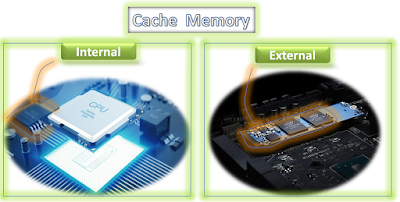 Cache Memory
Internal
External
CPU